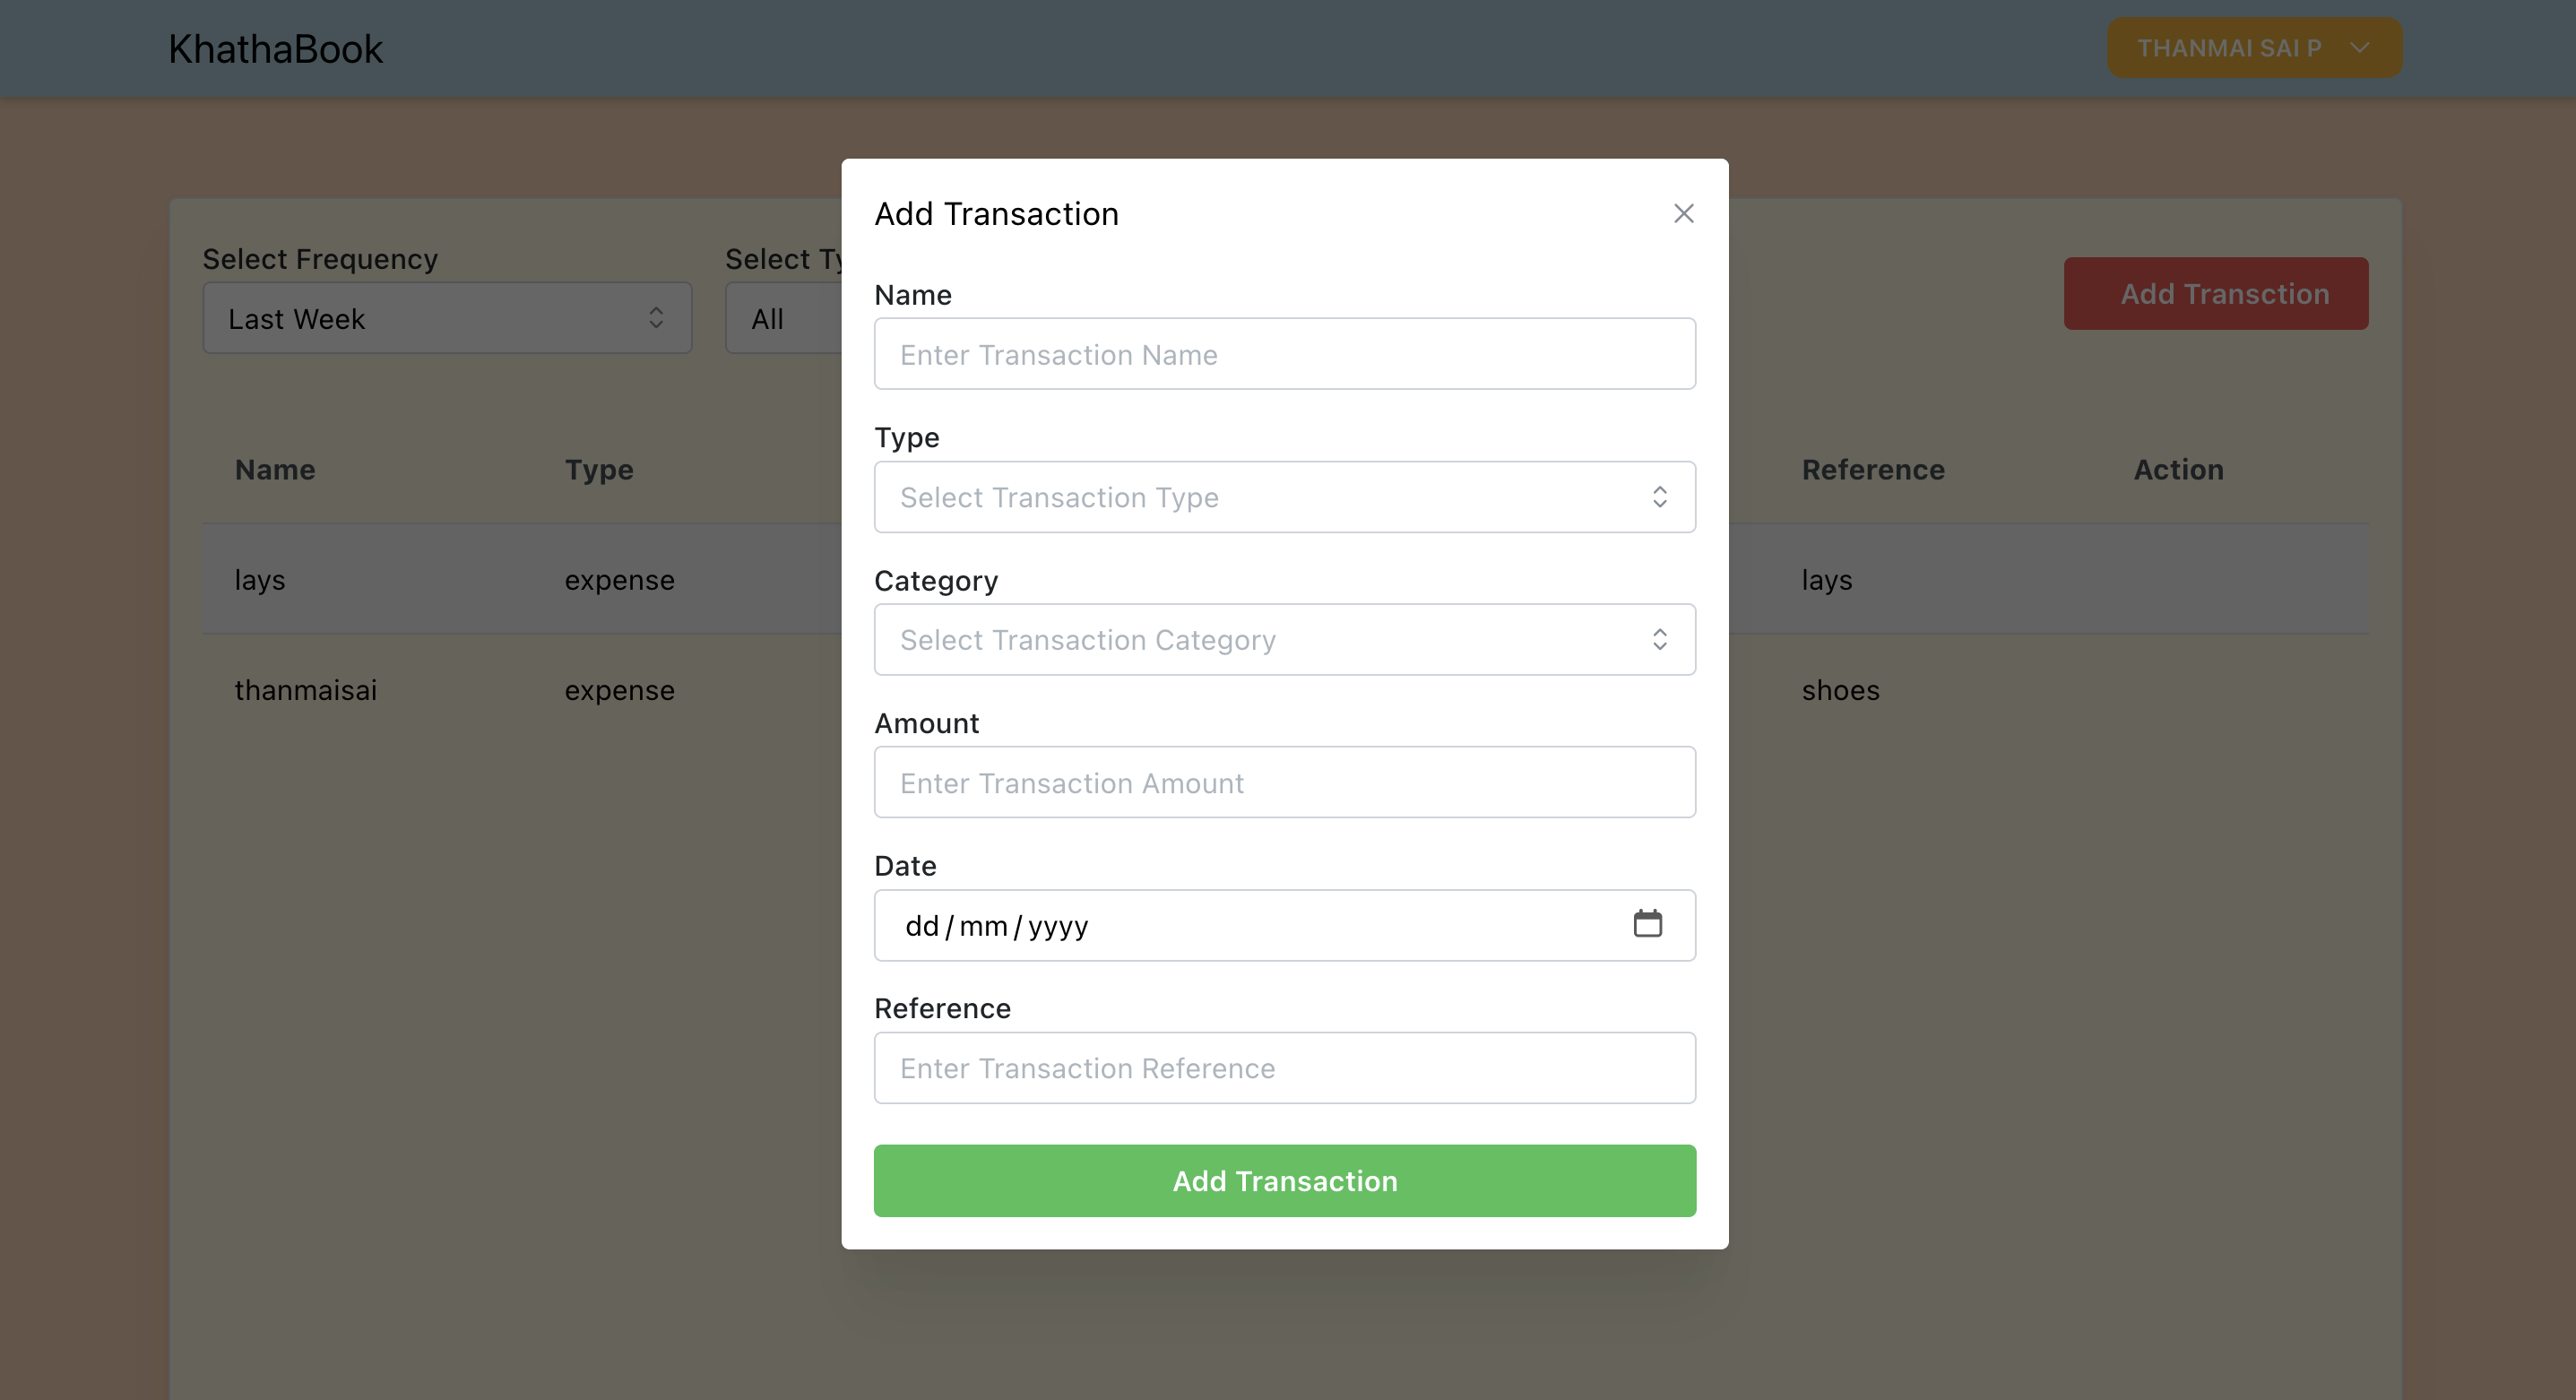 KhathaBook
THANMAI SAI P
Select Frequency
Select Ty
Last Week
All
Add Transction
Name
Type
Reference
Action
lays
expense
lays
thanmaisai
expense
shoes
Add Transaction
Name
Enter Transaction Name
Type
Select Transaction Type
Category
Select Transaction Category
Amount
Enter Transaction Amount
Date
dd/mm/yyyy
Reference
Enter Transaction Reference
Add Transaction